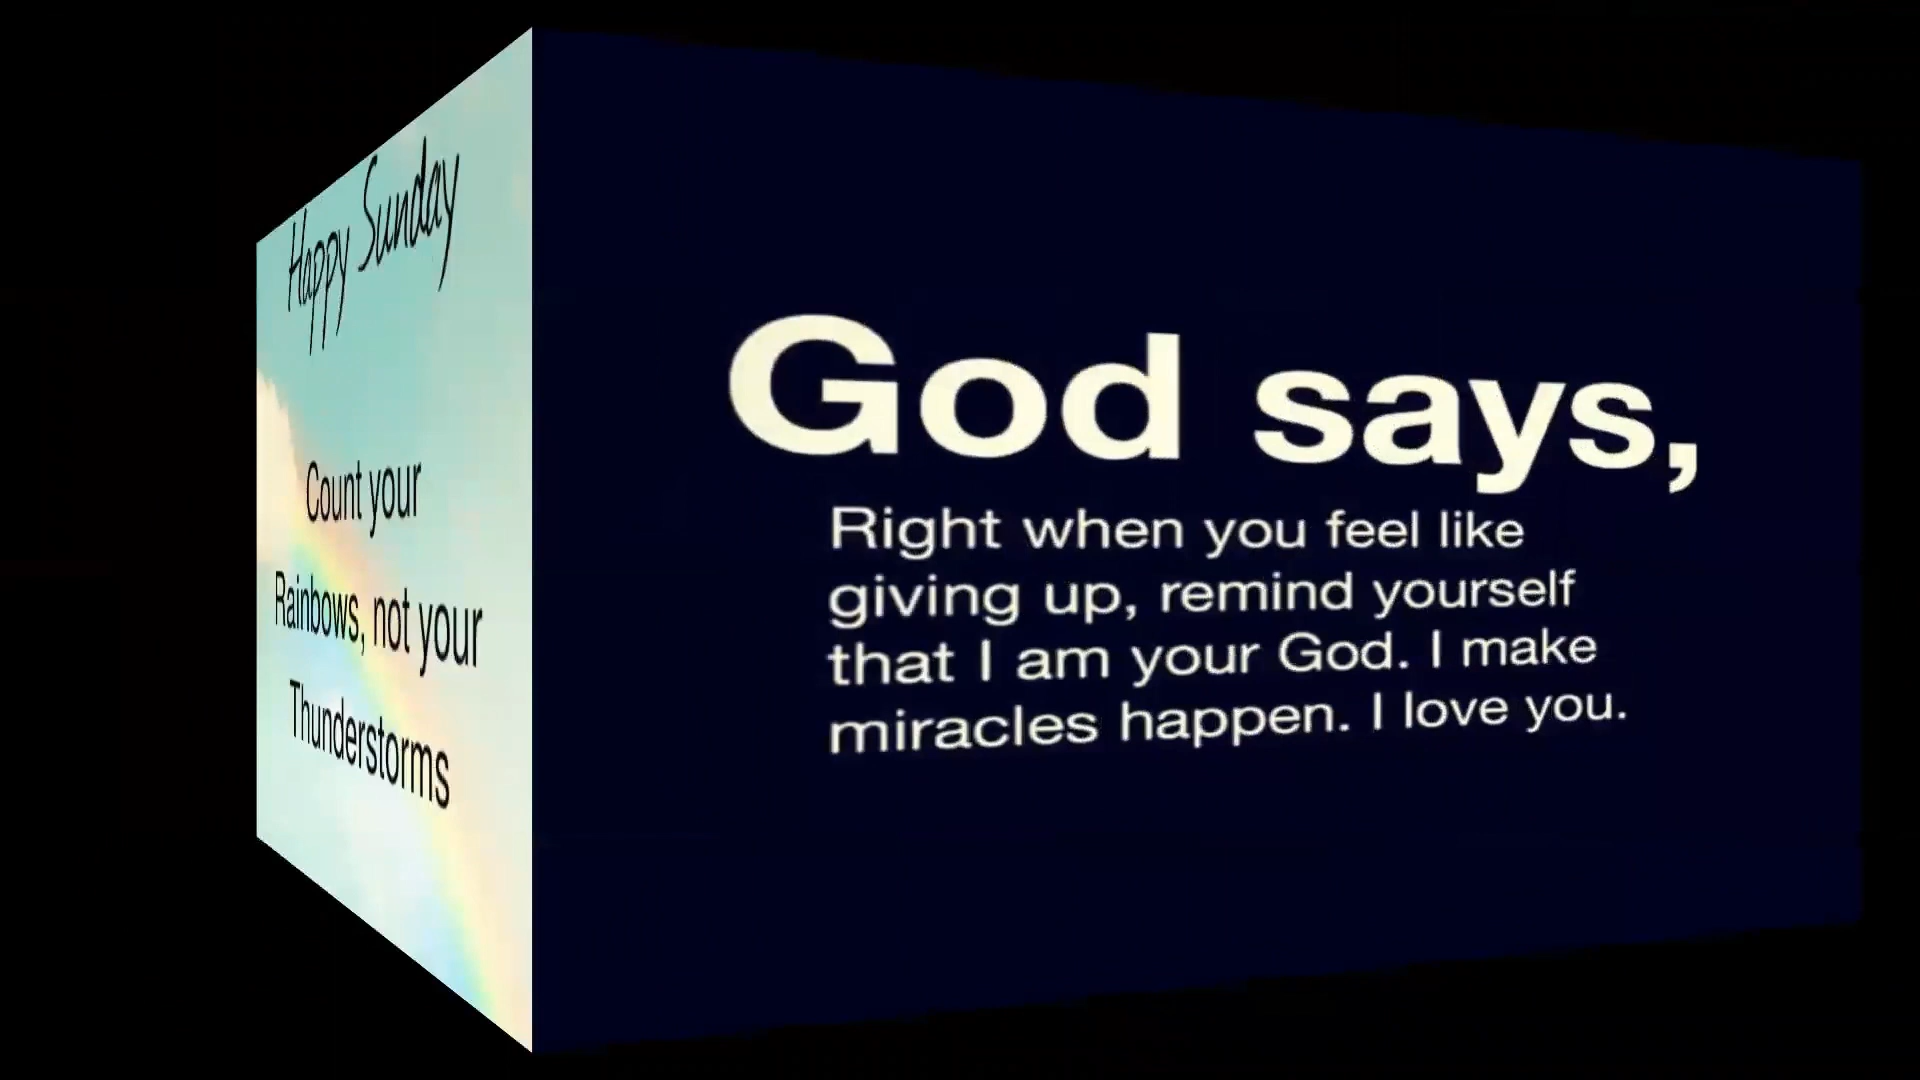 Happy Sunday
Count your
Rainbows, not your
Thunderstorms
God says,
Right when you feel like
giving up, remind yourself
that I am your God. I make
miracles happen. I love you.